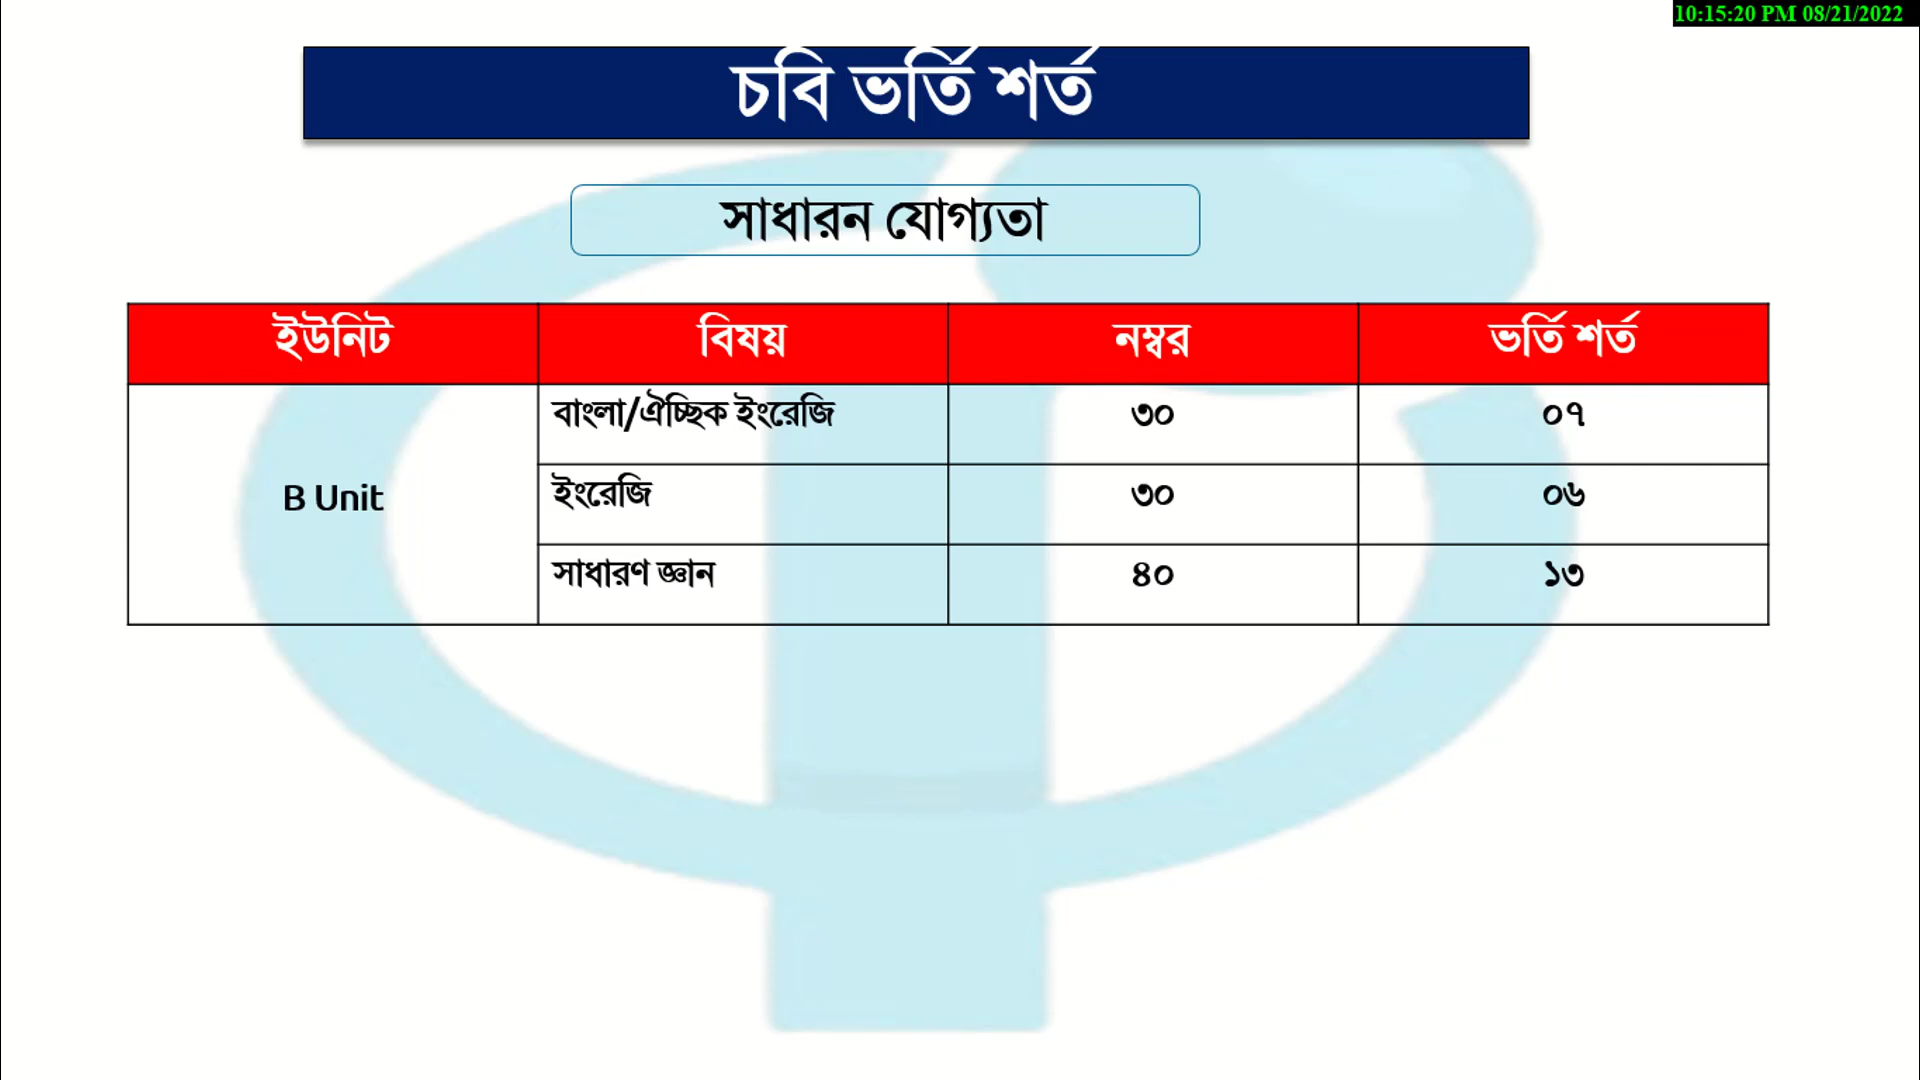 10:15:20 PM 08/21/2022
চবি ভর্তি শর্ত
সাধারন যোগ্যতা
ইউনিট বিষয় নম্বর ভর্তি শর্ত
B Unit
বাংলা/ঐচ্ছিক ইংরেজি ৩০ ০৭
ইংরেজি ৩০ ০৬
সাধারণ জ্ঞান ৪০ ১৩